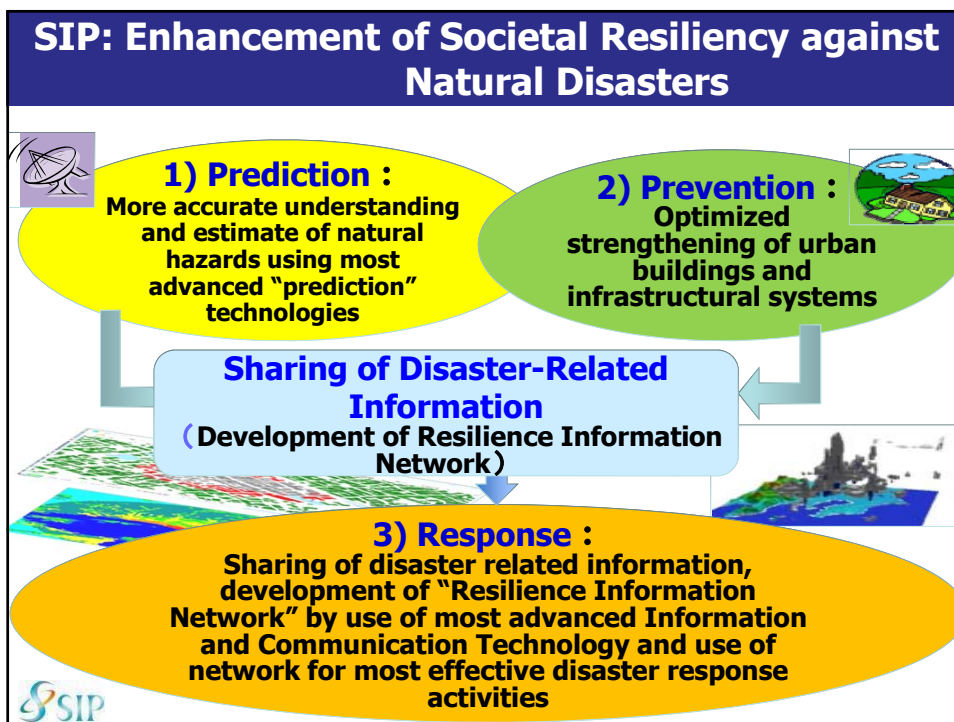 SIP: Enhancement of Societal Resiliency against
Natural Disasters
1) Prediction：
More accurate understanding
and estimate of natural
hazards using most
advanced “prediction”
technologies
2) Prevention：
Optimized
strengthening of urban
buildings and
infrastructural systems
Sharing of Disaster-Related
Information
（Development of Resilience Information
Network）
3) Response：
Sharing of disaster related information,
development of “Resilience Information
Network” by use of most advanced Information
and Communication Technology and use of
network for most effective disaster response
activities
SIP